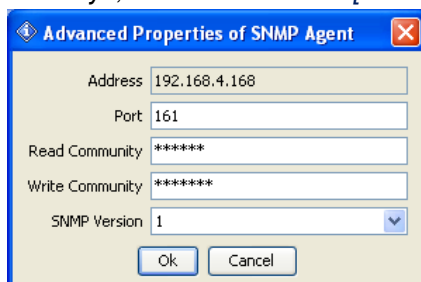 Advanced Properties of SNMP Agent
Address 192.168.4.168
Port 161
Read Community ******
Write Community *******
SNMP Version 1
Ok Cancel